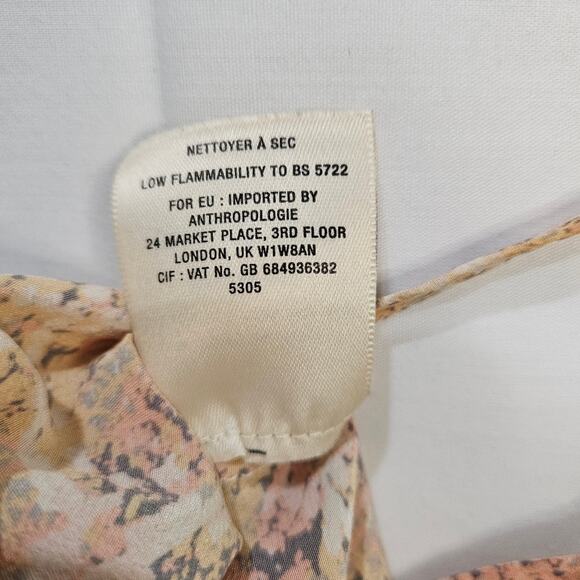 NETTOYER À SEC
LOW FLAMMABILITY TO BS 5722
FOR EU : IMPORTED BY
ANTHROPOLOGIE
24 MARKET PLACE, 3RD FLOOR
LONDON, UK W1W8AN
CIF : VAT No. GB 684936382
5305